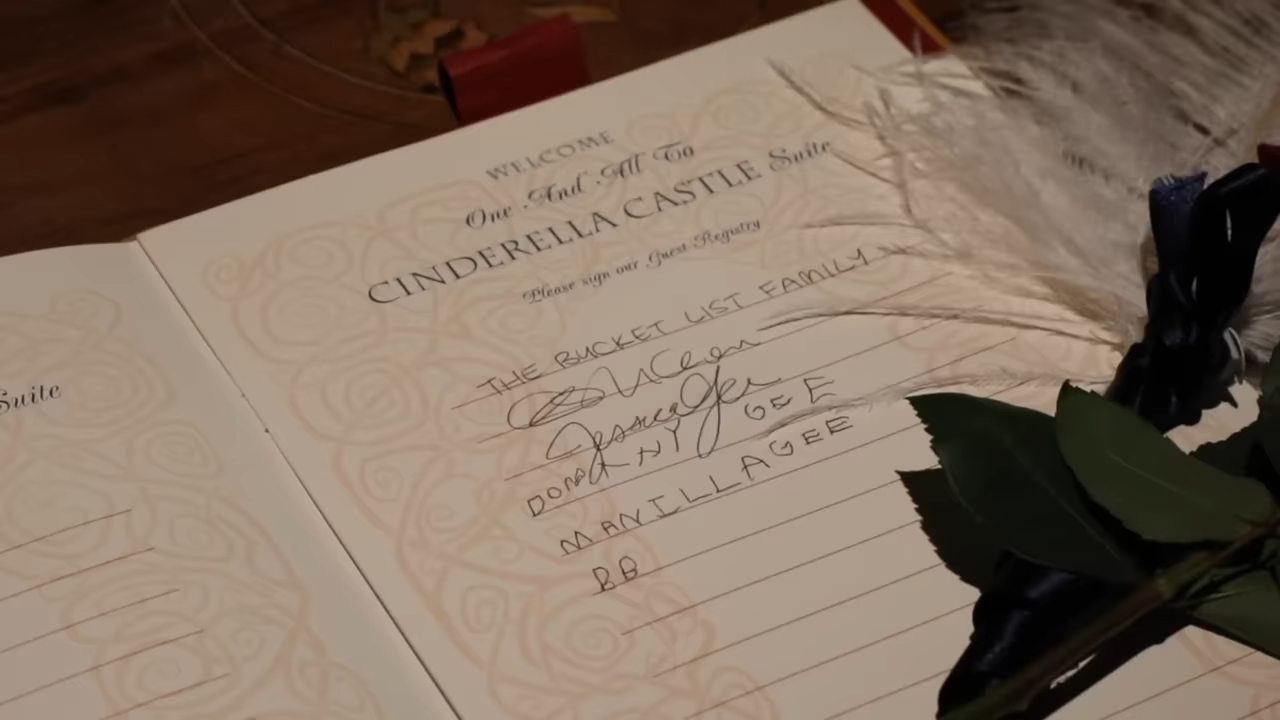 Suite
WELCOME
One And All To
CINDERELLA CASTLE Suite
Please sign our Guest Registry
THE BUCKET LIST FAMILY
Jessica Gee
GEE
MANILLAGEE
BB